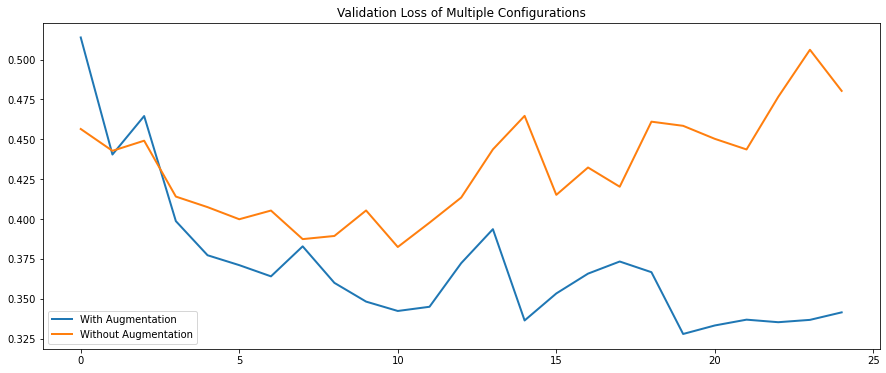 Validation Loss of Multiple Configurations
0.500
0.475
0.450
0.425
0.400
0.375
0.350
0.325
With Augmentation
Without Augmentation
0 5 10 15 20 25